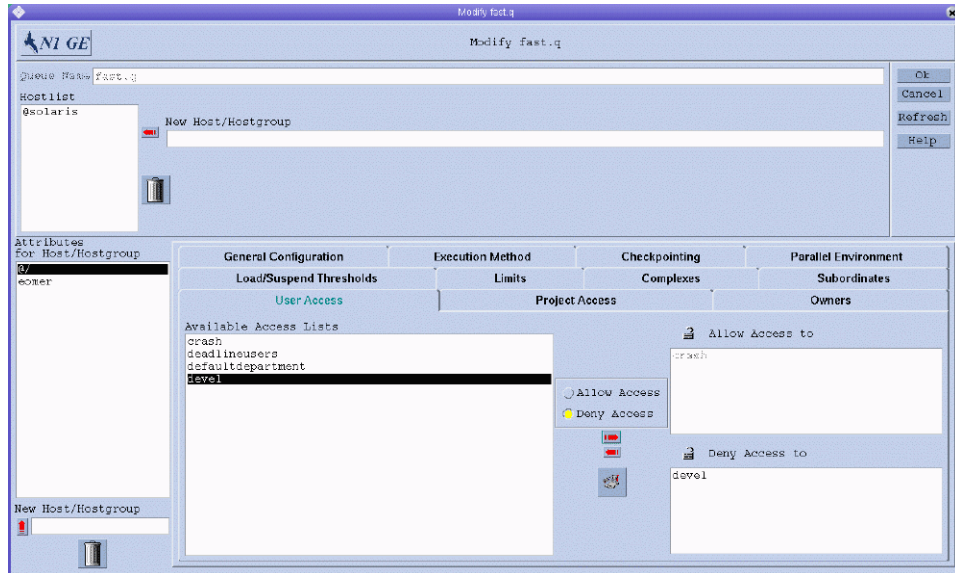 Modify fast.q
N1 GE
Modify fast.q
Queue Name fast.q
Ok
Cancel
Refresh
Help
Hostlist
@solaris
New Host/Hostgroup
Attributes
for Host/Hostgroup
@/
eomer
General Configuration
Execution Method
Checkpointing
Parallel Environment
Load/Suspend Thresholds
Limits
Complexes
Subordinates
User Access
Project Access
Owners
Available Access Lists
crash
deadlineusers
defaultdepartment
devel
Allow Access
Deny Access
Allow Access to
crash
Deny Access to
devel
New Host/Hostgroup